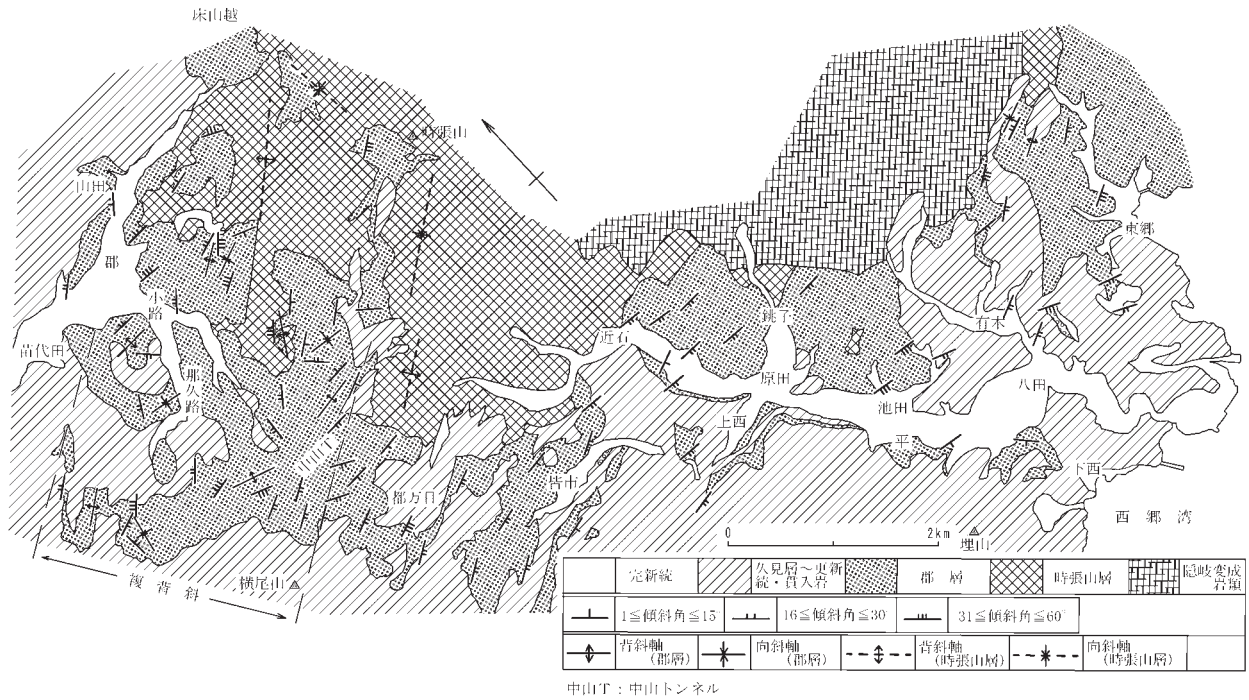 床山越
時張山
山田
郡
小路
苗代田
那久路
近石
銚子
原田
上西
池田
平
有木
八田
東郷
下西
都万目
皆市
西郷湾
横尾山
埋山
複背斜
0 2km
完新統
久見層～更新統・貫入岩
郡層
時張山層
隠岐変成岩類
1≦傾斜角≦15°
16≦傾斜角≦30°
31≦傾斜角≦60°
背斜軸(郡層)
向斜軸(郡層)
背斜軸(時張山層)
向斜軸(時張山層)
中山T：中山トンネル